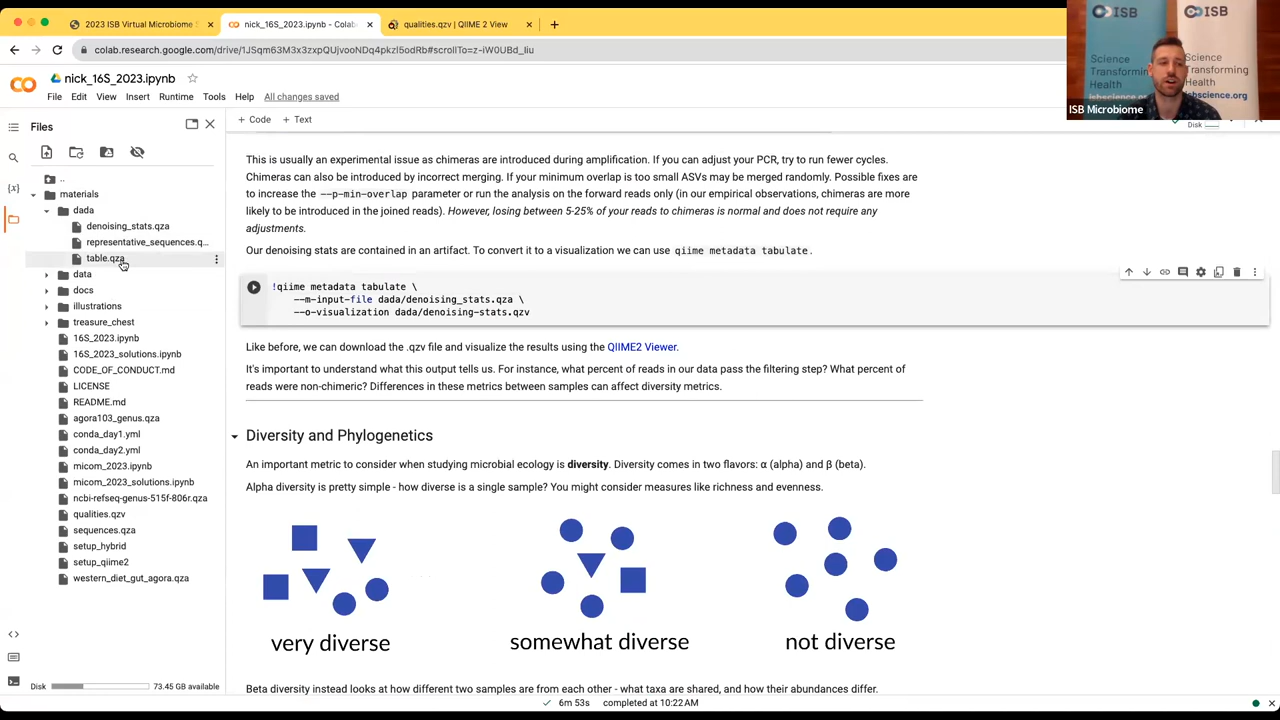 2023 ISB Virtual Microbiome S
nick_16S_2023.ipynb - Colab
qualities.qzv | QIIME 2 View
colab.research.google.com/drive/1JSqm63M3x3zxpQUjvooNDq4pkzl5odRb#scrollTo=z-iW0UBd_Iiu
nick_16S_2023.ipynb
File Edit View Insert Runtime Tools Help All changes saved
ISB
ISB
Science
Transforming
Health
Science
Transforming
Health
isbscience.org
ISB Microbiome
Files
+ Code + Text
Disk
..
materials
dada
denoising_stats.qza
representative_sequences.q...
table.qza
data
docs
illustrations
treasure_chest
16S_2023.ipynb
16S_2023_solutions.ipynb
CODE_OF_CONDUCT.md
LICENSE
README.md
agora103_genus.qza
conda_day1.yml
conda_day2.yml
micom_2023.ipynb
micom_2023_solutions.ipynb
ncbi-refseq-genus-515f-806r.qza
qualities.qzv
sequences.qza
setup_hybrid
setup_qiime2
western_diet_gut_agora.qza
Disk 73.45 GB available
This is usually an experimental issue as chimeras are introduced during amplification. If you can adjust your PCR, try to run fewer cycles.
Chimeras can also be introduced by incorrect merging. If your minimum overlap is too small ASVs may be merged randomly. Possible fixes are
to increase the --p-min-overlap parameter or run the analysis on the forward reads only (in our empirical observations, chimeras are more
likely to be introduced in the joined reads). However, losing between 5-25% of your reads to chimeras is normal and does not require any
adjustments.
Our denoising stats are contained in an artifact. To convert it to a visualization we can use qiime metadata tabulate.
!qiime metadata tabulate \
--m-input-file dada/denoising_stats.qza \
--o-visualization dada/denoising-stats.qzv
Like before, we can download the .qzv file and visualize the results using the QIIME2 Viewer.
It's important to understand what this output tells us. For instance, what percent of reads in our data pass the filtering step? What percent of
reads were non-chimeric? Differences in these metrics between samples can affect diversity metrics.
Diversity and Phylogenetics
An important metric to consider when studying microbial ecology is diversity. Diversity comes in two flavors: α (alpha) and β (beta).
Alpha diversity is pretty simple - how diverse is a single sample? You might consider measures like richness and evenness.
very diverse
somewhat diverse
not diverse
Beta diversity instead looks at how different two samples are from each other - what taxa are shared, and how their abundances differ.
6m 53s completed at 10:22 AM